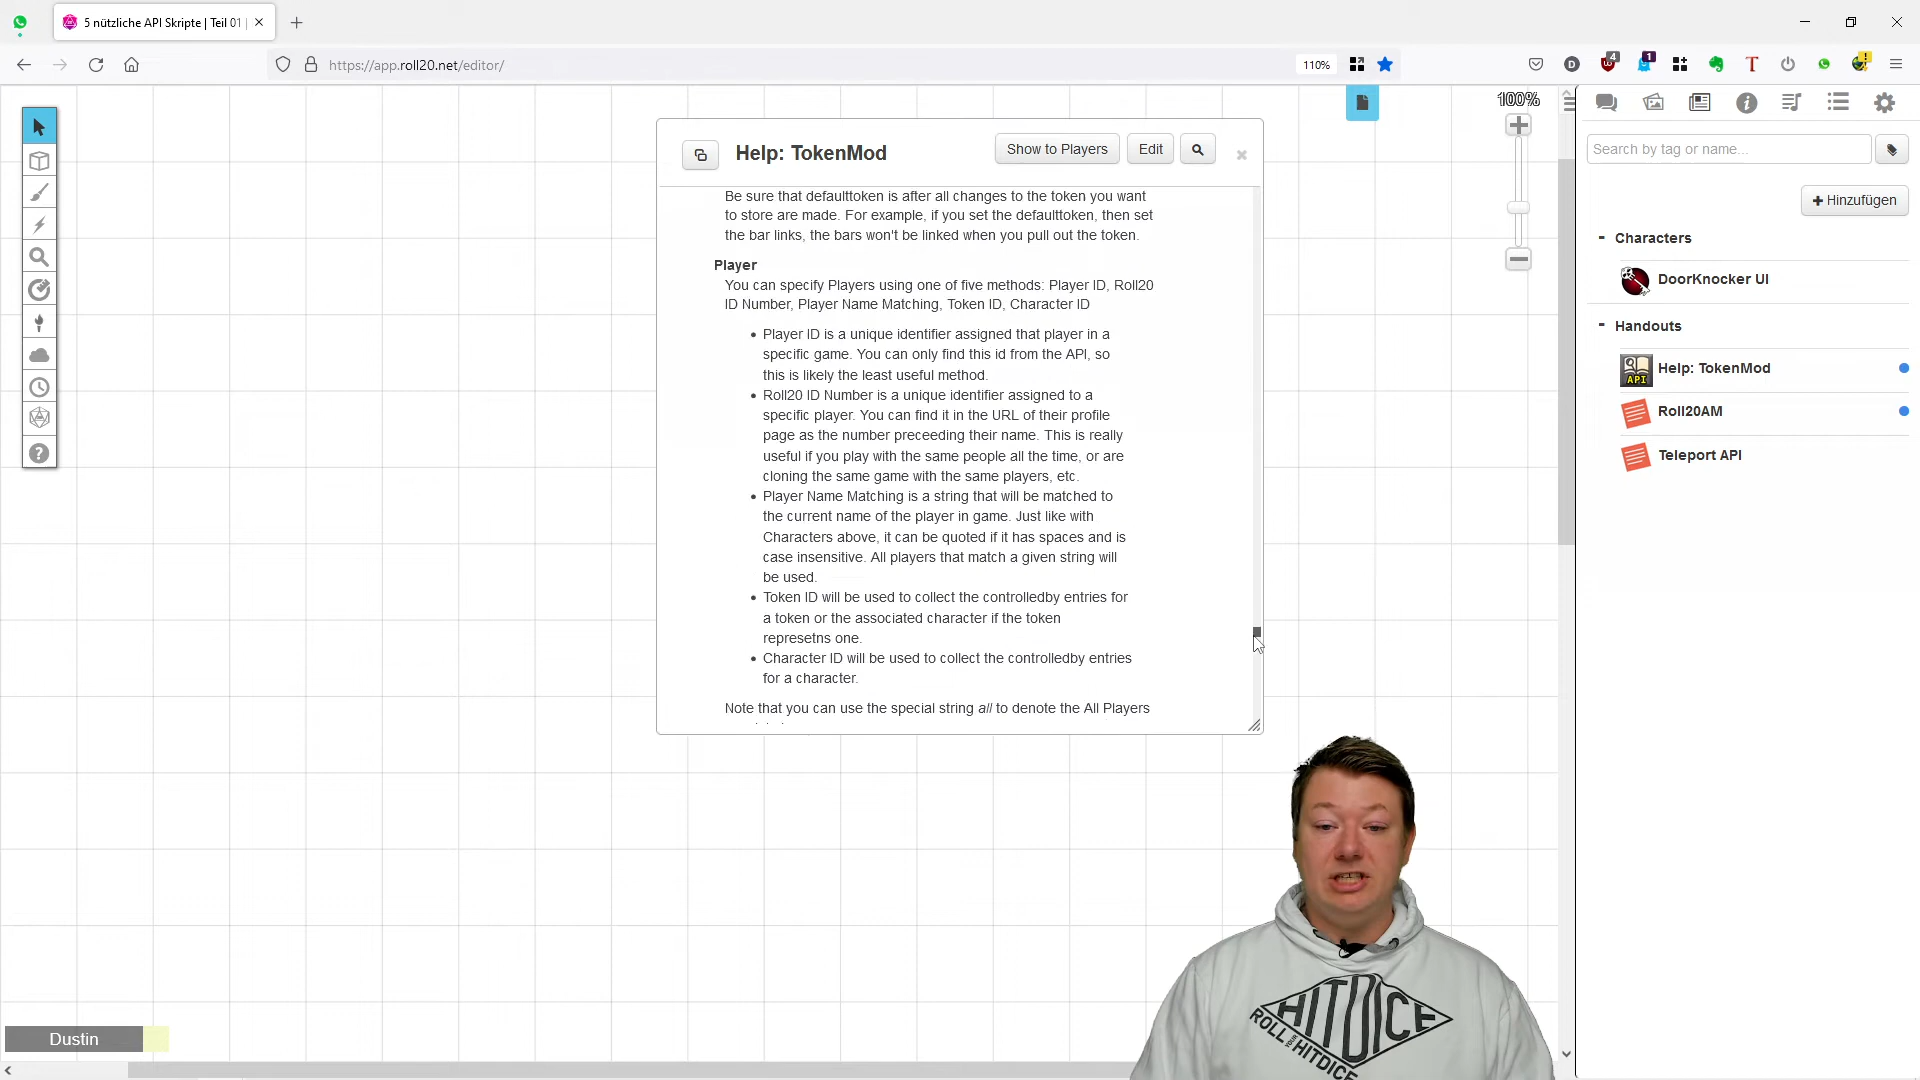 5 nützliche API Skripte | Teil 01 |
https://app.roll20.net/editor/
110%
4
1
100%
Help: TokenMod
Show to Players
Edit
Be sure that defaulttoken is after all changes to the token you want
to store are made. For example, if you set the defaulttoken, then set
the bar links, the bars won't be linked when you pull out the token.
Player
You can specify Players using one of five methods: Player ID, Roll20
ID Number, Player Name Matching, Token ID, Character ID
• Player ID is a unique identifier assigned that player in a
specific game. You can only find this id from the API, so
this is likely the least useful method.
• Roll20 ID Number is a unique identifier assigned to a
specific player. You can find it in the URL of their profile
page as the number preceeding their name. This is really
useful if you play with the same people all the time, or are
cloning the same game with the same players, etc.
• Player Name Matching is a string that will be matched to
the current name of the player in game. Just like with
Characters above, it can be quoted if it has spaces and is
case insensitive. All players that match a given string will
be used.
• Token ID will be used to collect the controlledby entries for
a token or the associated character if the token
represetns one.
• Character ID will be used to collect the controlledby entries
for a character.
Note that you can use the special string all to denote the All Players
Search by tag or name...
Hinzufügen
Characters
DoorKnocker UI
Handouts
API
Help: TokenMod
Roll20AM
Teleport API
Dustin
HITDICE
ROLL YOUR HITDICE